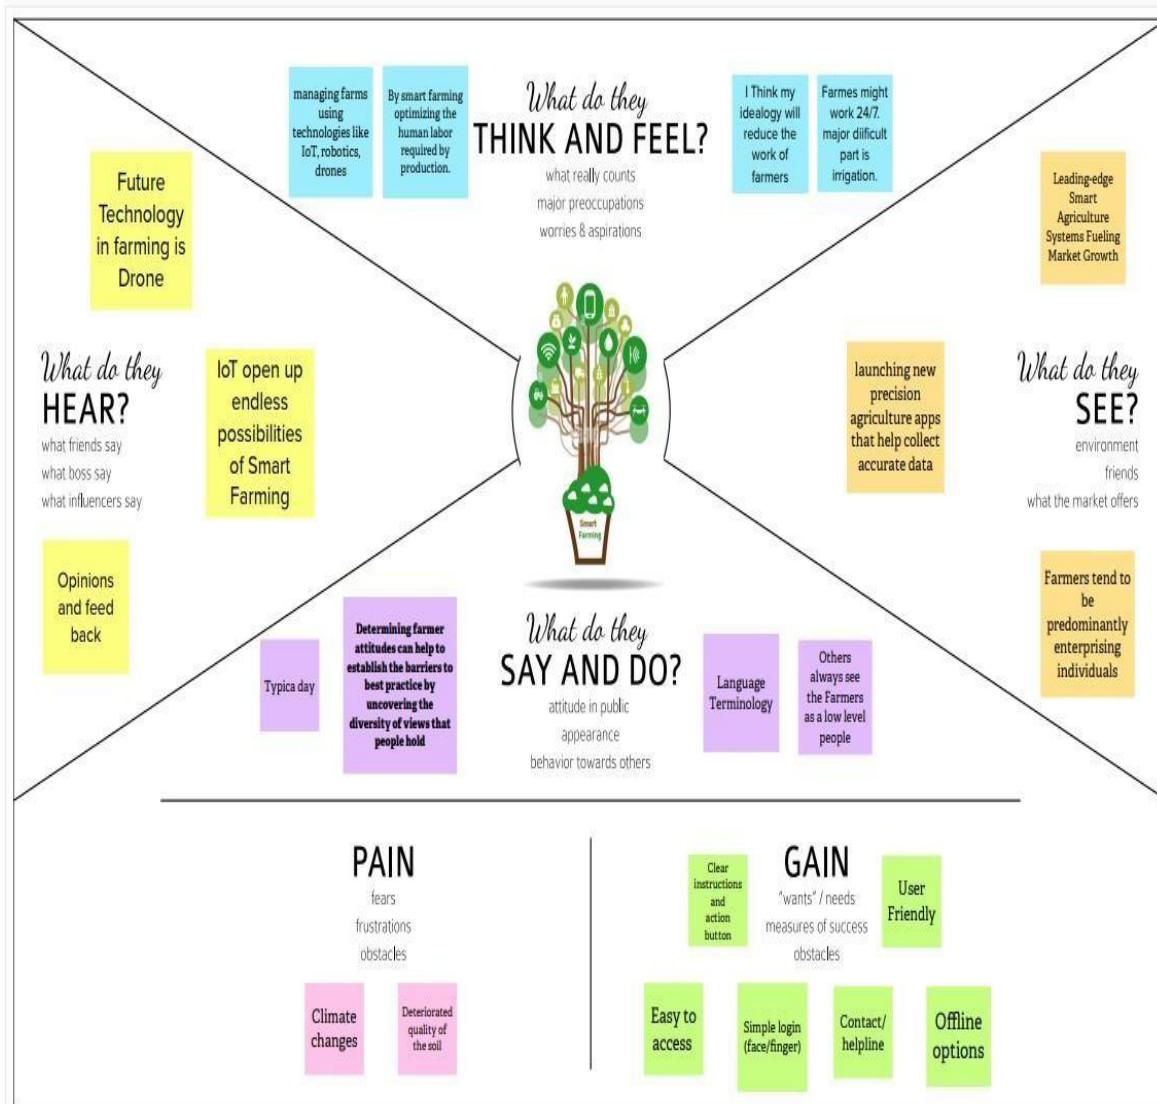 What do they
THINK AND FEEL?
what really counts
major preoccupations
worries & aspirations
managing farms
using
technologies like
IoT, robotics,
drones
By smart farming
optimizing the
human labor
required by
production.
I Think my
idealogy will
reduce the
work of
farmers
Farmes might
work 24/7.
major diificult
part is
irrigation.
What do they
HEAR?
what friends say
what boss say
what influencers say
Future
Technology
in farming is
Drone
IoT open up
endless
possibilities
of Smart
Farming
Opinions
and feed
back
Smart
Farming
What do they
SEE?
environment
friends
what the market offers
Leading-edge
Smart
Agriculture
Systems Fueling
Market Growth
launching new
precision
agriculture apps
that help collect
accurate data
Farmers tend to
be
predominantly
enterprising
individuals
What do they
SAY AND DO?
attitude in public
appearance
behavior towards others
Typica day
Determining farmer
attitudes can help to
establish the barriers to
best practice by
uncovering the
diversity of views that
people hold
Language
Terminology
Others
always see
the Farmers
as a low level
people
PAIN
fears
frustrations
obstacles
Climate
changes
Deteriorated
quality of
the soil
GAIN
"wants" / needs
measures of success
obstacles
Clear
instructions
and
action
button
User
Friendly
Easy to
access
Simple login
(face/finger)
Contact/
helpline
Offline
options